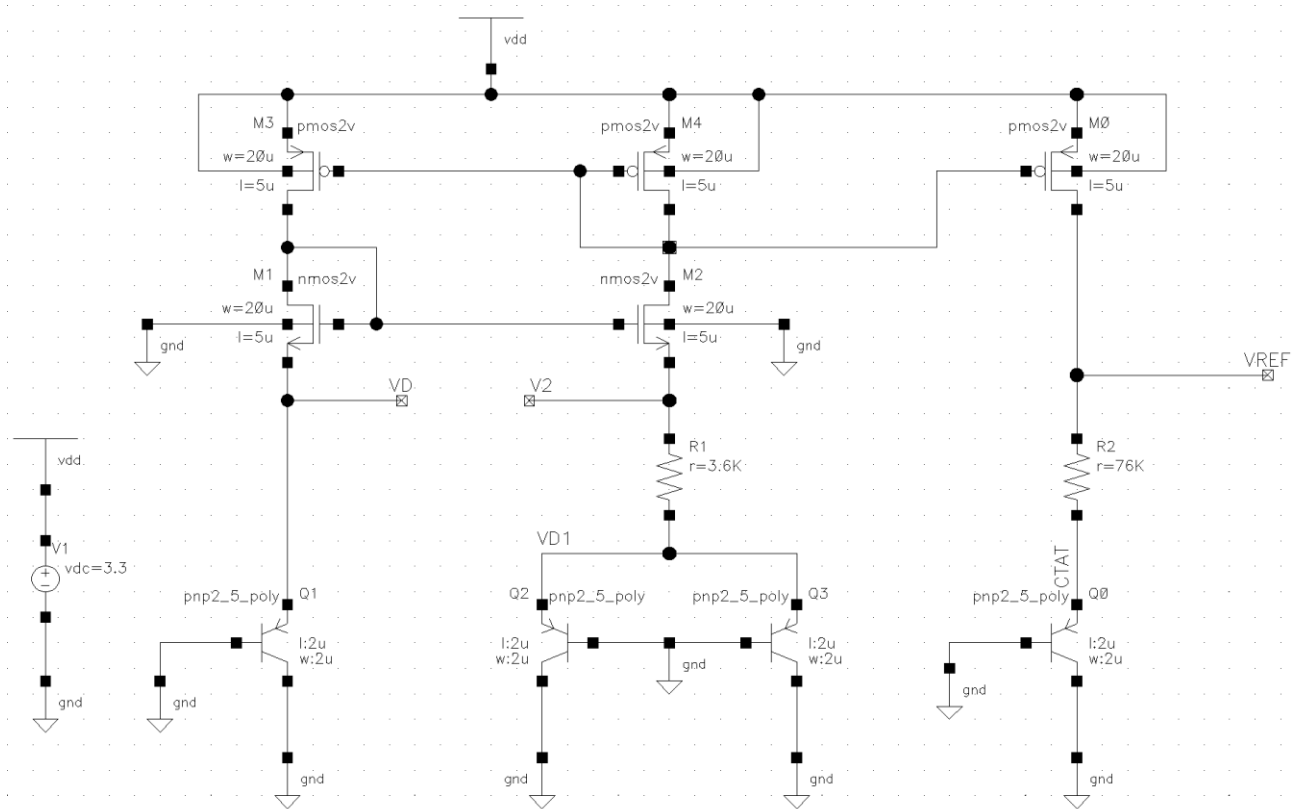 vdd
M3
pmos2v
w=20u
l=5u
pmos2v
M4
w=20u
l=5u
pmos2v
M0
w=20u
l=5u
M1
nmos2v
w=20u
l=5u
gnd
nmos2v
M2
w=20u
l=5u
gnd
VD
V2
VREF
R1
r=3.6K
R2
r=76K
vdd
V1
vdc=3.3
gnd
VD1
CTAT
pnp2_5_poly
Q1
l:2u
w:2u
gnd
gnd
Q2
pnp2_5_poly
l:2u
w:2u
gnd
gnd
pnp2_5_poly
Q3
l:2u
w:2u
gnd
pnp2_5_poly
Q0
l:2u
w:2u
gnd
gnd